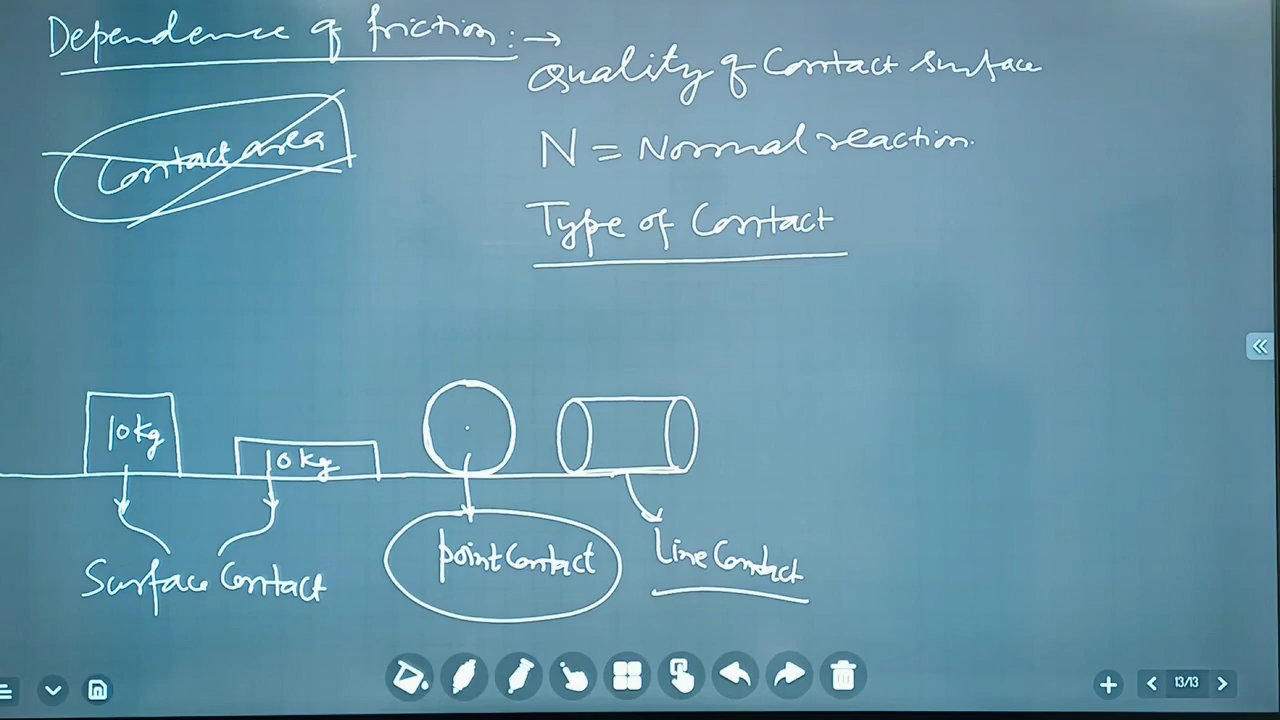 Dependence of friction :→
Quality of Contact surface
Contact area
N = Normal reaction.
Type of Contact
10kg
10kg
Surface Contact
point Contact
Line Contact
13/13